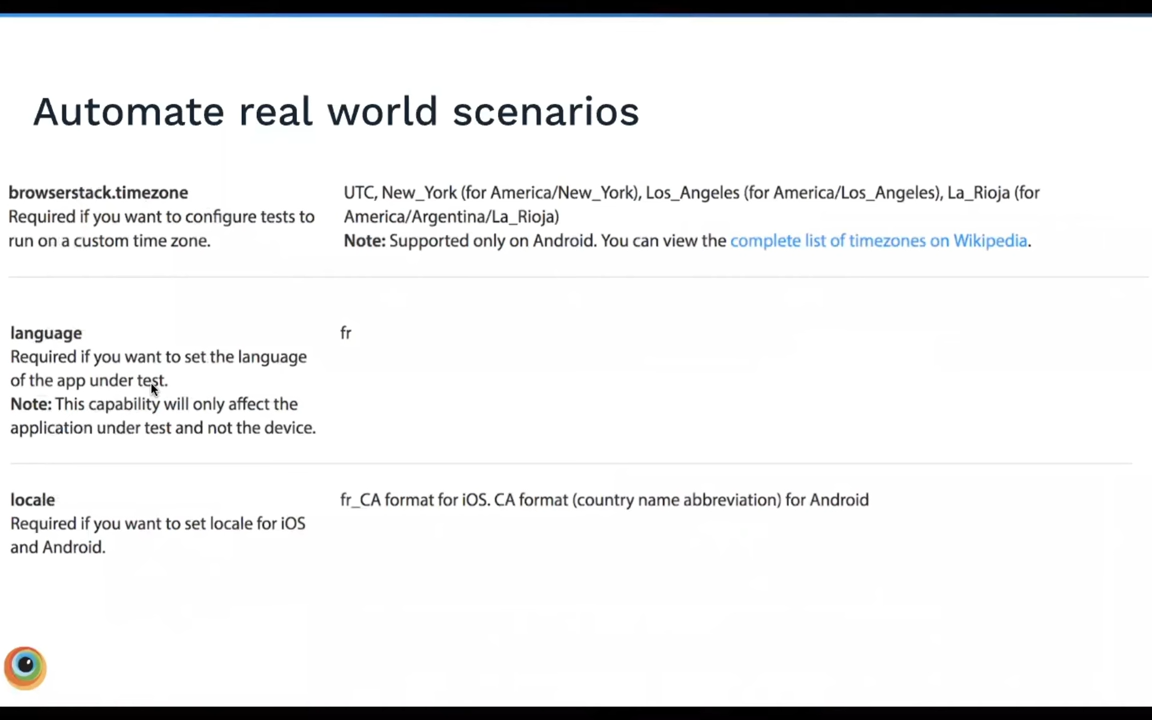 Automate real world scenarios
browserstack.timezone
Required if you want to configure tests to
run on a custom time zone.
UTC, New_York (for America/New_York), Los_Angeles (for America/Los_Angeles), La_Rioja (for
America/Argentina/La_Rioja)
Note: Supported only on Android. You can view the complete list of timezones on Wikipedia.
language
Required if you want to set the language
of the app under test.
Note: This capability will only affect the
application under test and not the device.
fr
locale
Required if you want to set locale for iOS
and Android.
fr_CA format for iOS. CA format (country name abbreviation) for Android